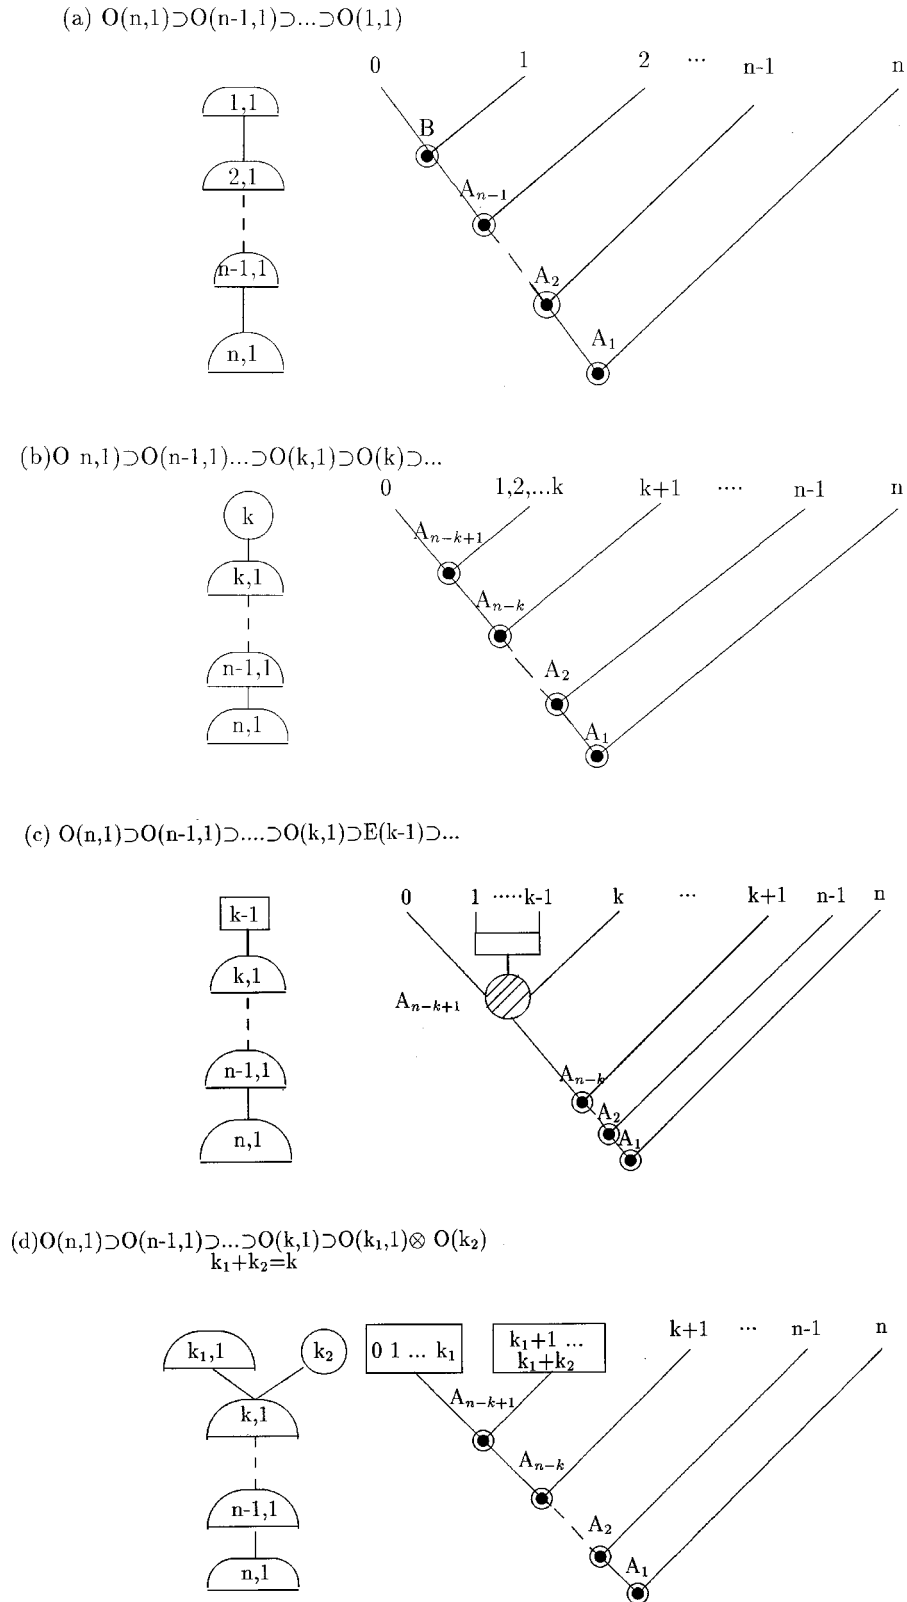 (a) O(n,1)⊃O(n-1,1)⊃...⊃O(1,1)
0 1 2 ... n-1 n
1,1
B
2,1
A_{n-1}
n-1,1
A_2
n,1
A_1
(b)O n,1)⊃O(n-1,1)...⊃O(k,1)⊃O(k)⊃...
0 1,2,...k k+1 .... n-1 n
k
A_{n-k+1}
k,1
A_{n-k}
n-1,1
A_2
n,1
A_1
(c) O(n,1)⊃O(n-1,1)⊃....⊃O(k,1)⊃E(k-1)⊃...
0 1 .....k-1 k ... k+1 n-1 n
k-1
k,1
A_{n-k+1}
n-1,1
A_{n-k}
A_2
n,1
A_1
(d)O(n,1)⊃O(n-1,1)⊃...⊃O(k,1)⊃O(k_1,1)⊗ O(k_2)
k_1+k_2=k
k_1,1
k_2
0 1 ... k_1
k_1+1 ...
k_1+k_2
k+1 ... n-1 n
A_{n-k+1}
k,1
A_{n-k}
n-1,1
A_2
n,1
A_1